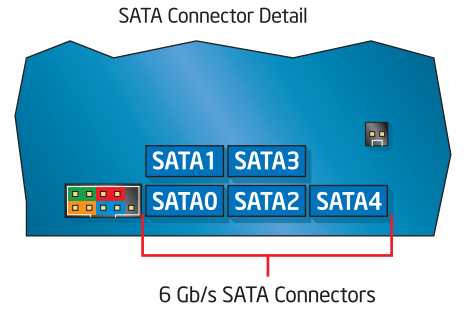 SATA Connector Detail
SATA1 SATA3
SATA0 SATA2 SATA4
6 Gb/s SATA Connectors